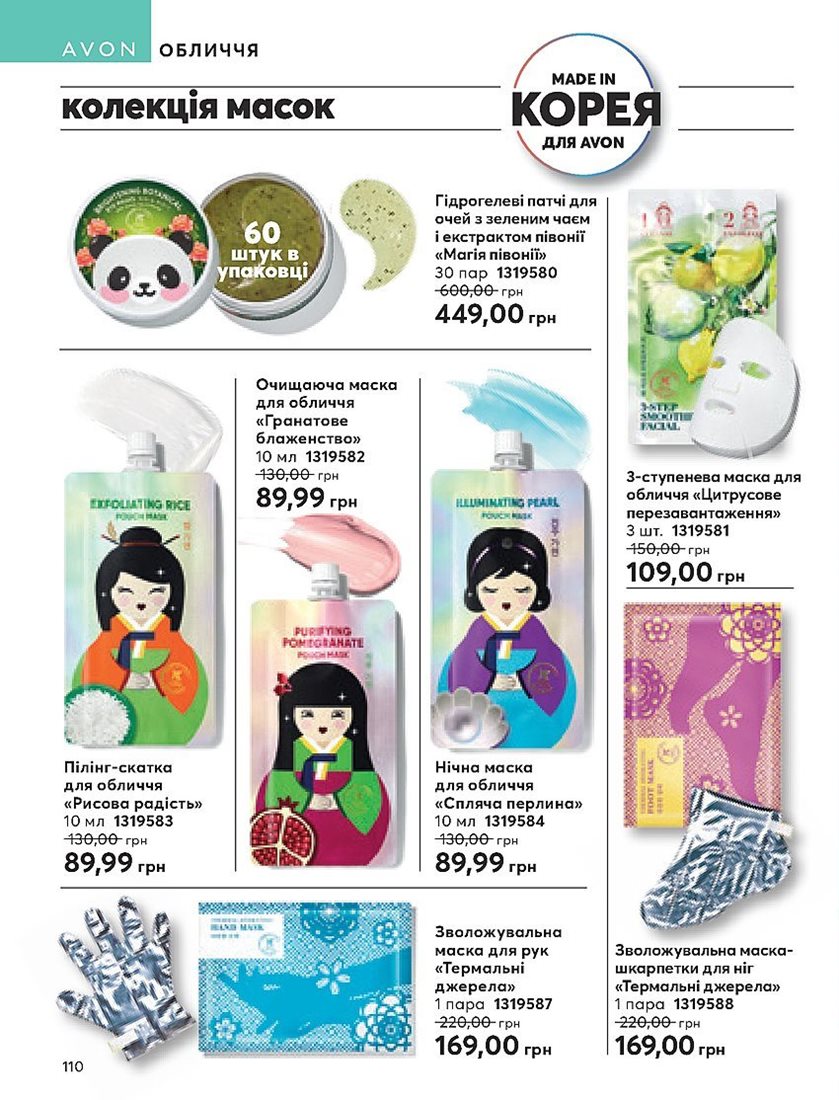 AVON ОБЛИЧЧЯ
колекція масок
MADE IN
КОРЕЯ
ДЛЯ AVON
BRIGHTENING BOTANICAL
60
штук в
упаковці
Гідрогелеві патчі для
очей з зеленим чаєм
і екстрактом півонії
«Магія півонії»
30 пар 1319580
600,00 грн
449,00 грн
1 2
3-STEP
SMOOTHIE
FACIAL
3-ступенева маска для
обличчя «Цитрусове
перезавантаження»
3 шт. 1319581
150,00 грн
109,00 грн
Очищаюча маска
для обличчя
«Гранатове
блаженство»
10 мл 1319582
130,00 грн
89,99 грн
EXFOLIATING RICE
POUCH MASK
PURIFYING
POMEGRANATE
POUCH MASK
ILLUMINATING PEARL
POUCH MASK
Пілінг-скатка
для обличчя
«Рисова радість»
10 мл 1319583
130,00 грн
89,99 грн
Нічна маска
для обличчя
«Спляча перлина»
10 мл 1319584
130,00 грн
89,99 грн
FOOT MASK
HAND MASK
Зволожувальна
маска для рук
«Термальні
джерела»
1 пара 1319587
220,00 грн
169,00 грн
Зволожувальна маска-
шкарпетки для ніг
«Термальні джерела»
1 пара 1319588
220,00 грн
169,00 грн
110